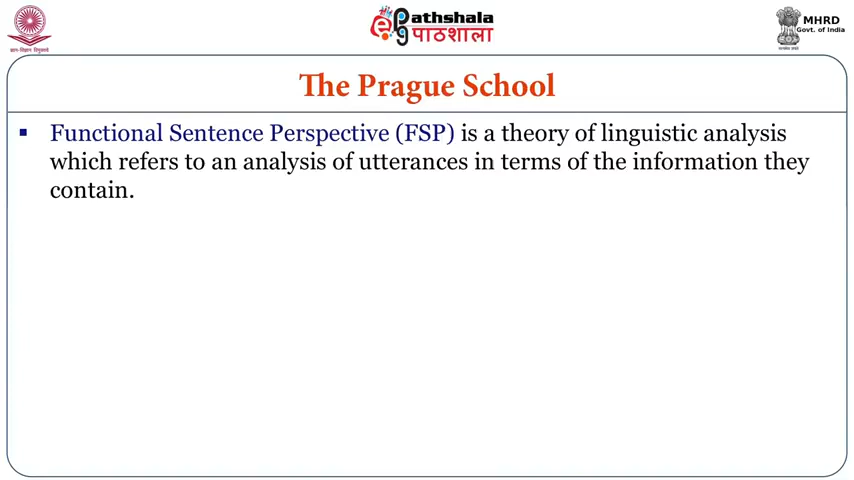 ePathshala
पाठशाला
MHRD
Govt. of India
The Prague School
▪ Functional Sentence Perspective (FSP) is a theory of linguistic analysis
which refers to an analysis of utterances in terms of the information they
contain.